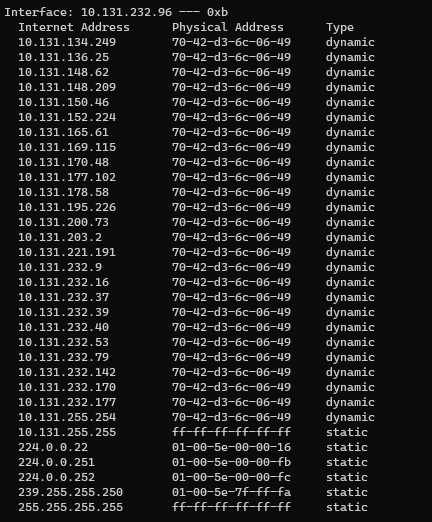 Interface: 10.131.232.96 --- 0xb
Internet Address Physical Address Type
10.131.134.249 70-42-d3-6c-06-49 dynamic
10.131.136.25 70-42-d3-6c-06-49 dynamic
10.131.148.62 70-42-d3-6c-06-49 dynamic
10.131.148.209 70-42-d3-6c-06-49 dynamic
10.131.150.46 70-42-d3-6c-06-49 dynamic
10.131.152.224 70-42-d3-6c-06-49 dynamic
10.131.165.61 70-42-d3-6c-06-49 dynamic
10.131.169.115 70-42-d3-6c-06-49 dynamic
10.131.170.48 70-42-d3-6c-06-49 dynamic
10.131.177.102 70-42-d3-6c-06-49 dynamic
10.131.178.58 70-42-d3-6c-06-49 dynamic
10.131.195.226 70-42-d3-6c-06-49 dynamic
10.131.200.73 70-42-d3-6c-06-49 dynamic
10.131.203.2 70-42-d3-6c-06-49 dynamic
10.131.221.191 70-42-d3-6c-06-49 dynamic
10.131.232.9 70-42-d3-6c-06-49 dynamic
10.131.232.16 70-42-d3-6c-06-49 dynamic
10.131.232.37 70-42-d3-6c-06-49 dynamic
10.131.232.39 70-42-d3-6c-06-49 dynamic
10.131.232.40 70-42-d3-6c-06-49 dynamic
10.131.232.53 70-42-d3-6c-06-49 dynamic
10.131.232.79 70-42-d3-6c-06-49 dynamic
10.131.232.142 70-42-d3-6c-06-49 dynamic
10.131.232.170 70-42-d3-6c-06-49 dynamic
10.131.232.177 70-42-d3-6c-06-49 dynamic
10.131.255.254 70-42-d3-6c-06-49 dynamic
10.131.255.255 ff-ff-ff-ff-ff-ff static
224.0.0.22 01-00-5e-00-00-16 static
224.0.0.251 01-00-5e-00-00-fb static
224.0.0.252 01-00-5e-00-00-fc static
239.255.255.250 01-00-5e-7f-ff-fa static
255.255.255.255 ff-ff-ff-ff-ff-ff static